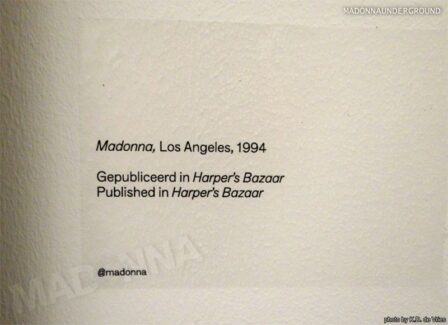 MADONNAUNDERGROUND
Madonna, Los Angeles, 1994
Gepubliceerd in Harper's Bazaar
Published in Harper's Bazaar
@madonna
MADONNA
photo by K.D. de Vries